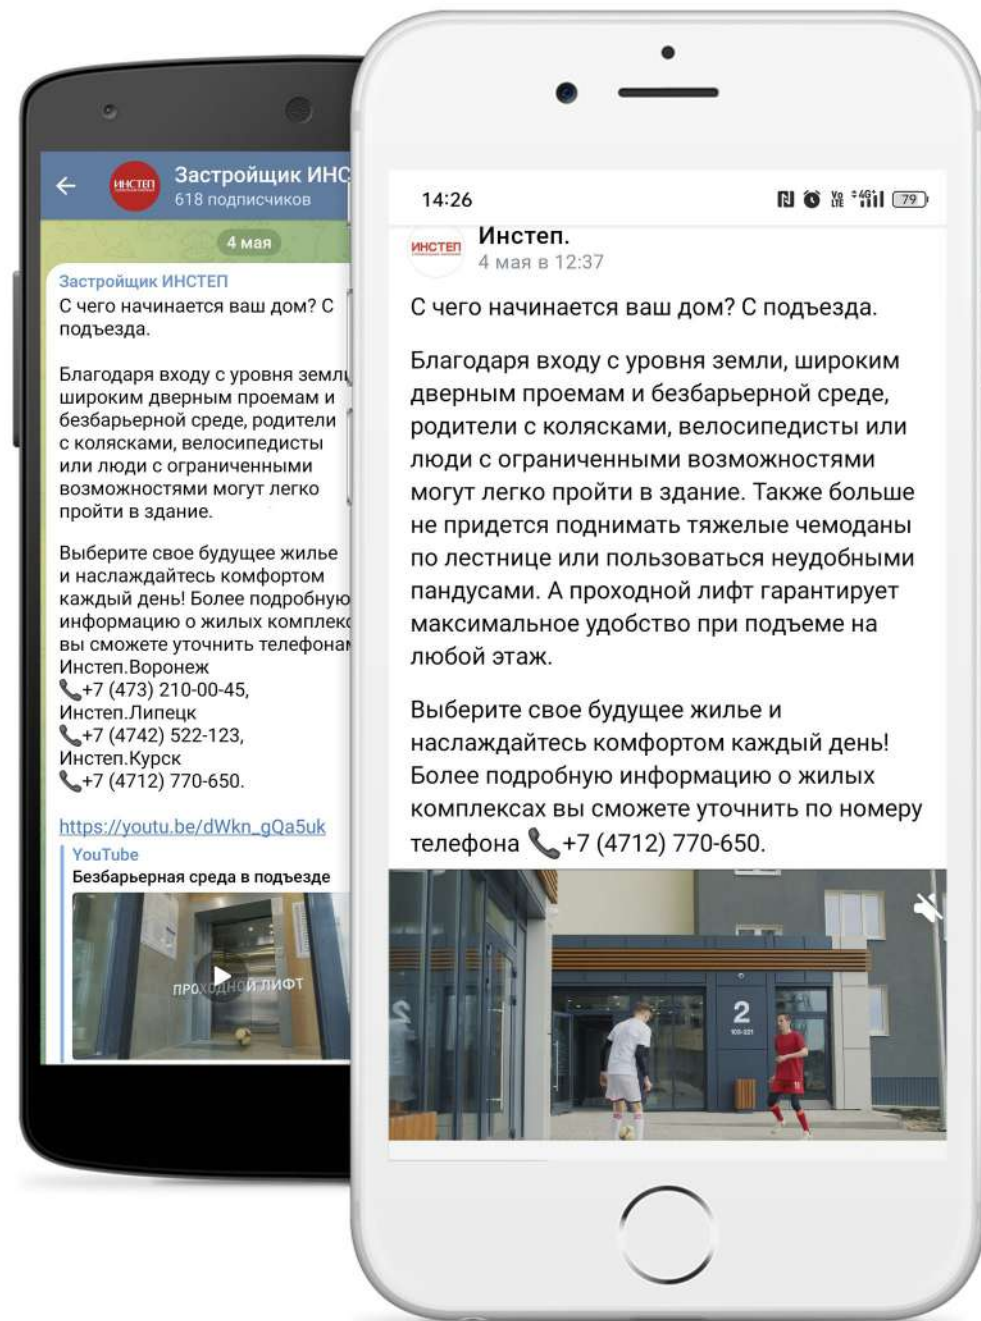 Застройщик ИНС
618 подписчиков
ИНСТЕП
4 мая
Застройщик ИНСТЕП
С чего начинается ваш дом? С
подъезда.
Благодаря входу с уровня земли
широким дверным проемам и
безбарьерной среде, родители
с колясками, велосипедисты
или люди с ограниченными
возможностями могут легко
пройти в здание.
Выберите свое будущее жилье
и наслаждайтесь комфортом
каждый день! Более подробную
информацию о жилых комплекс
вы сможете уточнить телефонам
Инстеп.Воронеж
📞+7 (473) 210-00-45,
Инстеп.Липецк
📞+7 (4742) 522-123,
Инстеп.Курск
📞+7 (4712) 770-650.
https://youtu.be/dWkn_gQa5uk
YouTube
Безбарьерная среда в подъезде
ПРОХОДНОЙ ЛИФТ
14:26
Vo LTE 4G 79
ИНСТЕП
Инстеп.
4 мая в 12:37
С чего начинается ваш дом? С подъезда.
Благодаря входу с уровня земли, широким
дверным проемам и безбарьерной среде,
родители с колясками, велосипедисты или
люди с ограниченными возможностями
могут легко пройти в здание. Также больше
не придется поднимать тяжелые чемоданы
по лестнице или пользоваться неудобными
пандусами. А проходной лифт гарантирует
максимальное удобство при подъеме на
любой этаж.
Выберите свое будущее жилье и
наслаждайтесь комфортом каждый день!
Более подробную информацию о жилых
комплексах вы сможете уточнить по номеру
телефона 📞+7 (4712) 770-650.
2
2